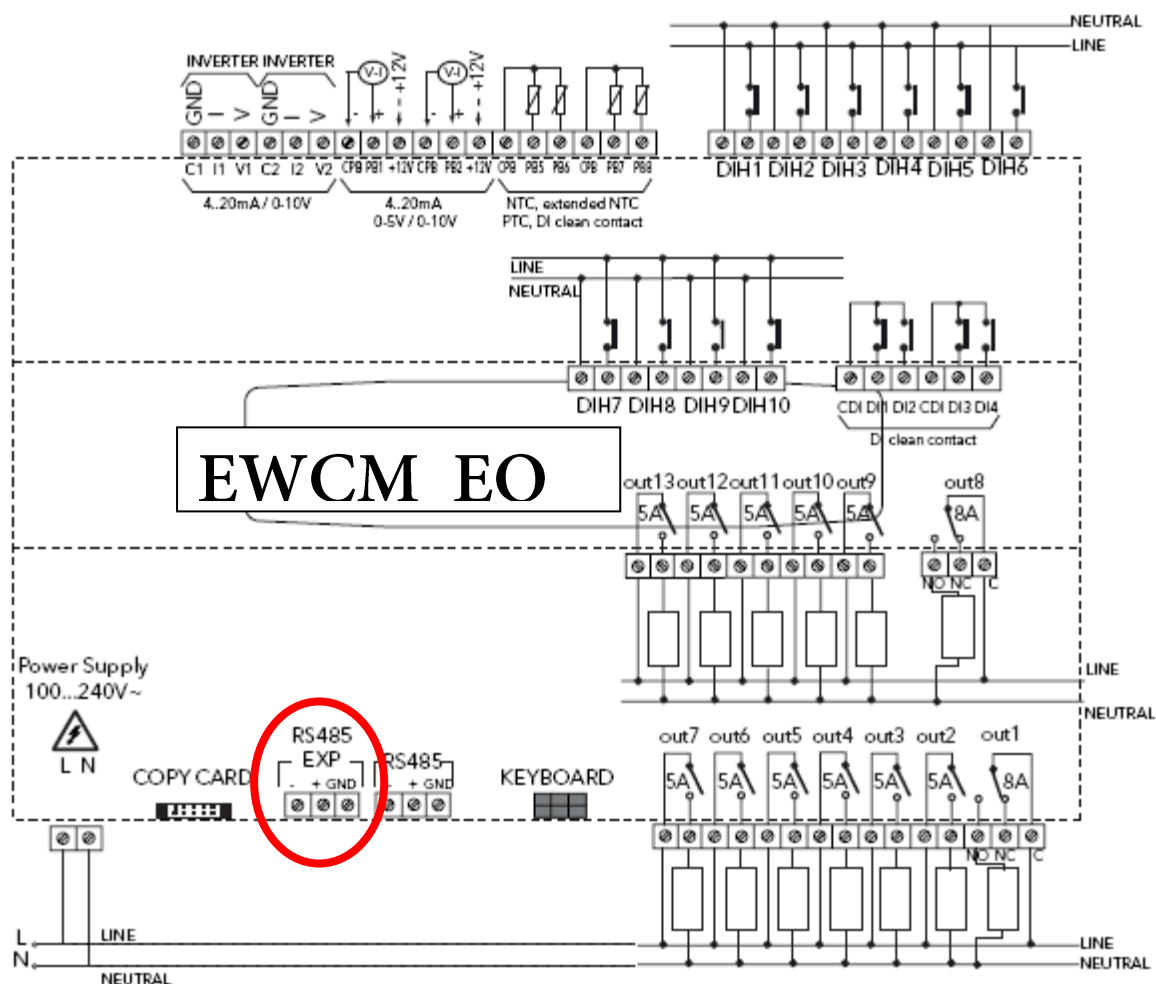 NEUTRAL
LINE
INVERTER INVERTER
GND I V GND I V - V-I + +12V - V-I + +12V
C1 I1 V1 C2 I2 V2 CPB PB1 +12V CPB PB2 +12V CPB PB5 PB6 CPB PB7 PB8
DIH1 DIH2 DIH3 DIH4 DIH5 DIH6
4..20mA / 0-10V
4..20mA
0-5V / 0-10V
NTC, extended NTC
PTC, DI clean contact
LINE
NEUTRAL
DIH7 DIH8 DIH9 DIH10
CDI DI1 DI2 CDI DI3 DI4
DI clean contact
EWCM EO
out13 out12 out11 out10 out9 out8
5A 5A 5A 5A 5A 8A
NO NC C
LINE
NEUTRAL
Power Supply
100...240V~
L N
COPY CARD
RS485
EXP
- + GND
RS485
- + GND
KEYBOARD
out7 out6 out5 out4 out3 out2 out1
5A 5A 5A 5A 5A 5A 8A
NO NC C
L LINE
N
NEUTRAL
LINE
NEUTRAL